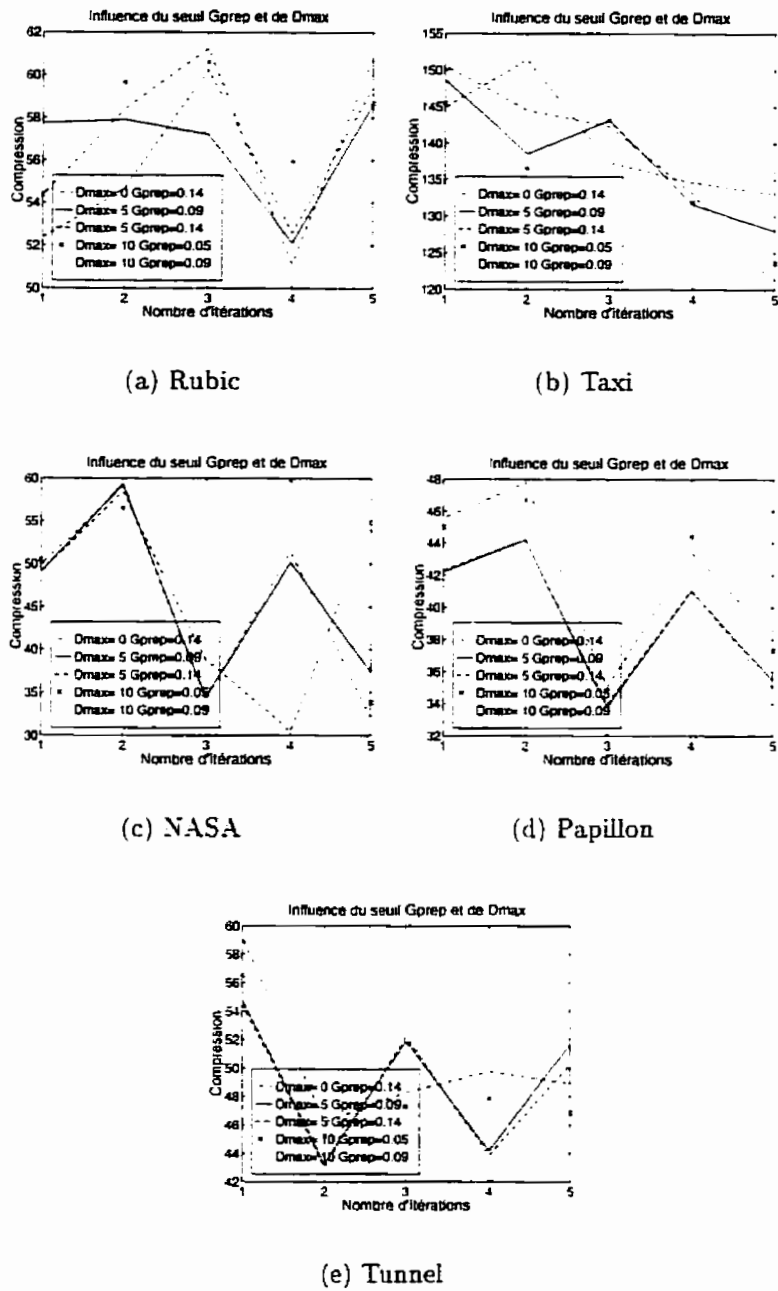 Influence du seuil Gprep et de Dmax
Compression
62
60
58
56
54
52
50
Dmax= 0 Gprep=0.14
Dmax= 5 Gprep=0.09
Dmax= 5 Gprep=0.14
Dmax= 10 Gprep=0.05
Dmax= 10 Gprep=0.09
1 2 3 4 5
Nombre d'itérations
(a) Rubic
Influence du seuil Gprep et de Dmax
Compression
155
150
145
140
135
130
125
120
Dmax= 0 Gprep=0.14
Dmax= 5 Gprep=0.09
Dmax= 5 Gprep=0.14
Dmax= 10 Gprep=0.05
Dmax= 10 Gprep=0.09
1 2 3 4 5
Nombre d'itérations
(b) Taxi
Influence du seuil Gprep et de Dmax
Compression
60
55
50
45
40
35
30
Dmax= 0 Gprep=0.14
Dmax= 5 Gprep=0.09
Dmax= 5 Gprep=0.14
Dmax= 10 Gprep=0.05
Dmax= 10 Gprep=0.09
1 2 3 4 5
Nombre d'itérations
(c) NASA
Influence du seuil Gprep et de Dmax
Compression
48
46
44
42
40
38
36
34
32
Dmax= 0 Gprep=0.14
Dmax= 5 Gprep=0.09
Dmax= 5 Gprep=0.14
Dmax= 10 Gprep=0.05
Dmax= 10 Gprep=0.09
1 2 3 4 5
Nombre d'itérations
(d) Papillon
Influence du seuil Gprep et de Dmax
Compression
60
58
56
54
52
50
48
46
44
42
Dmax= 0 Gprep=0.14
Dmax= 5 Gprep=0.09
Dmax= 5 Gprep=0.14
Dmax= 10 Gprep=0.05
Dmax= 10 Gprep=0.09
1 2 3 4 5
Nombre d'itérations
(e) Tunnel